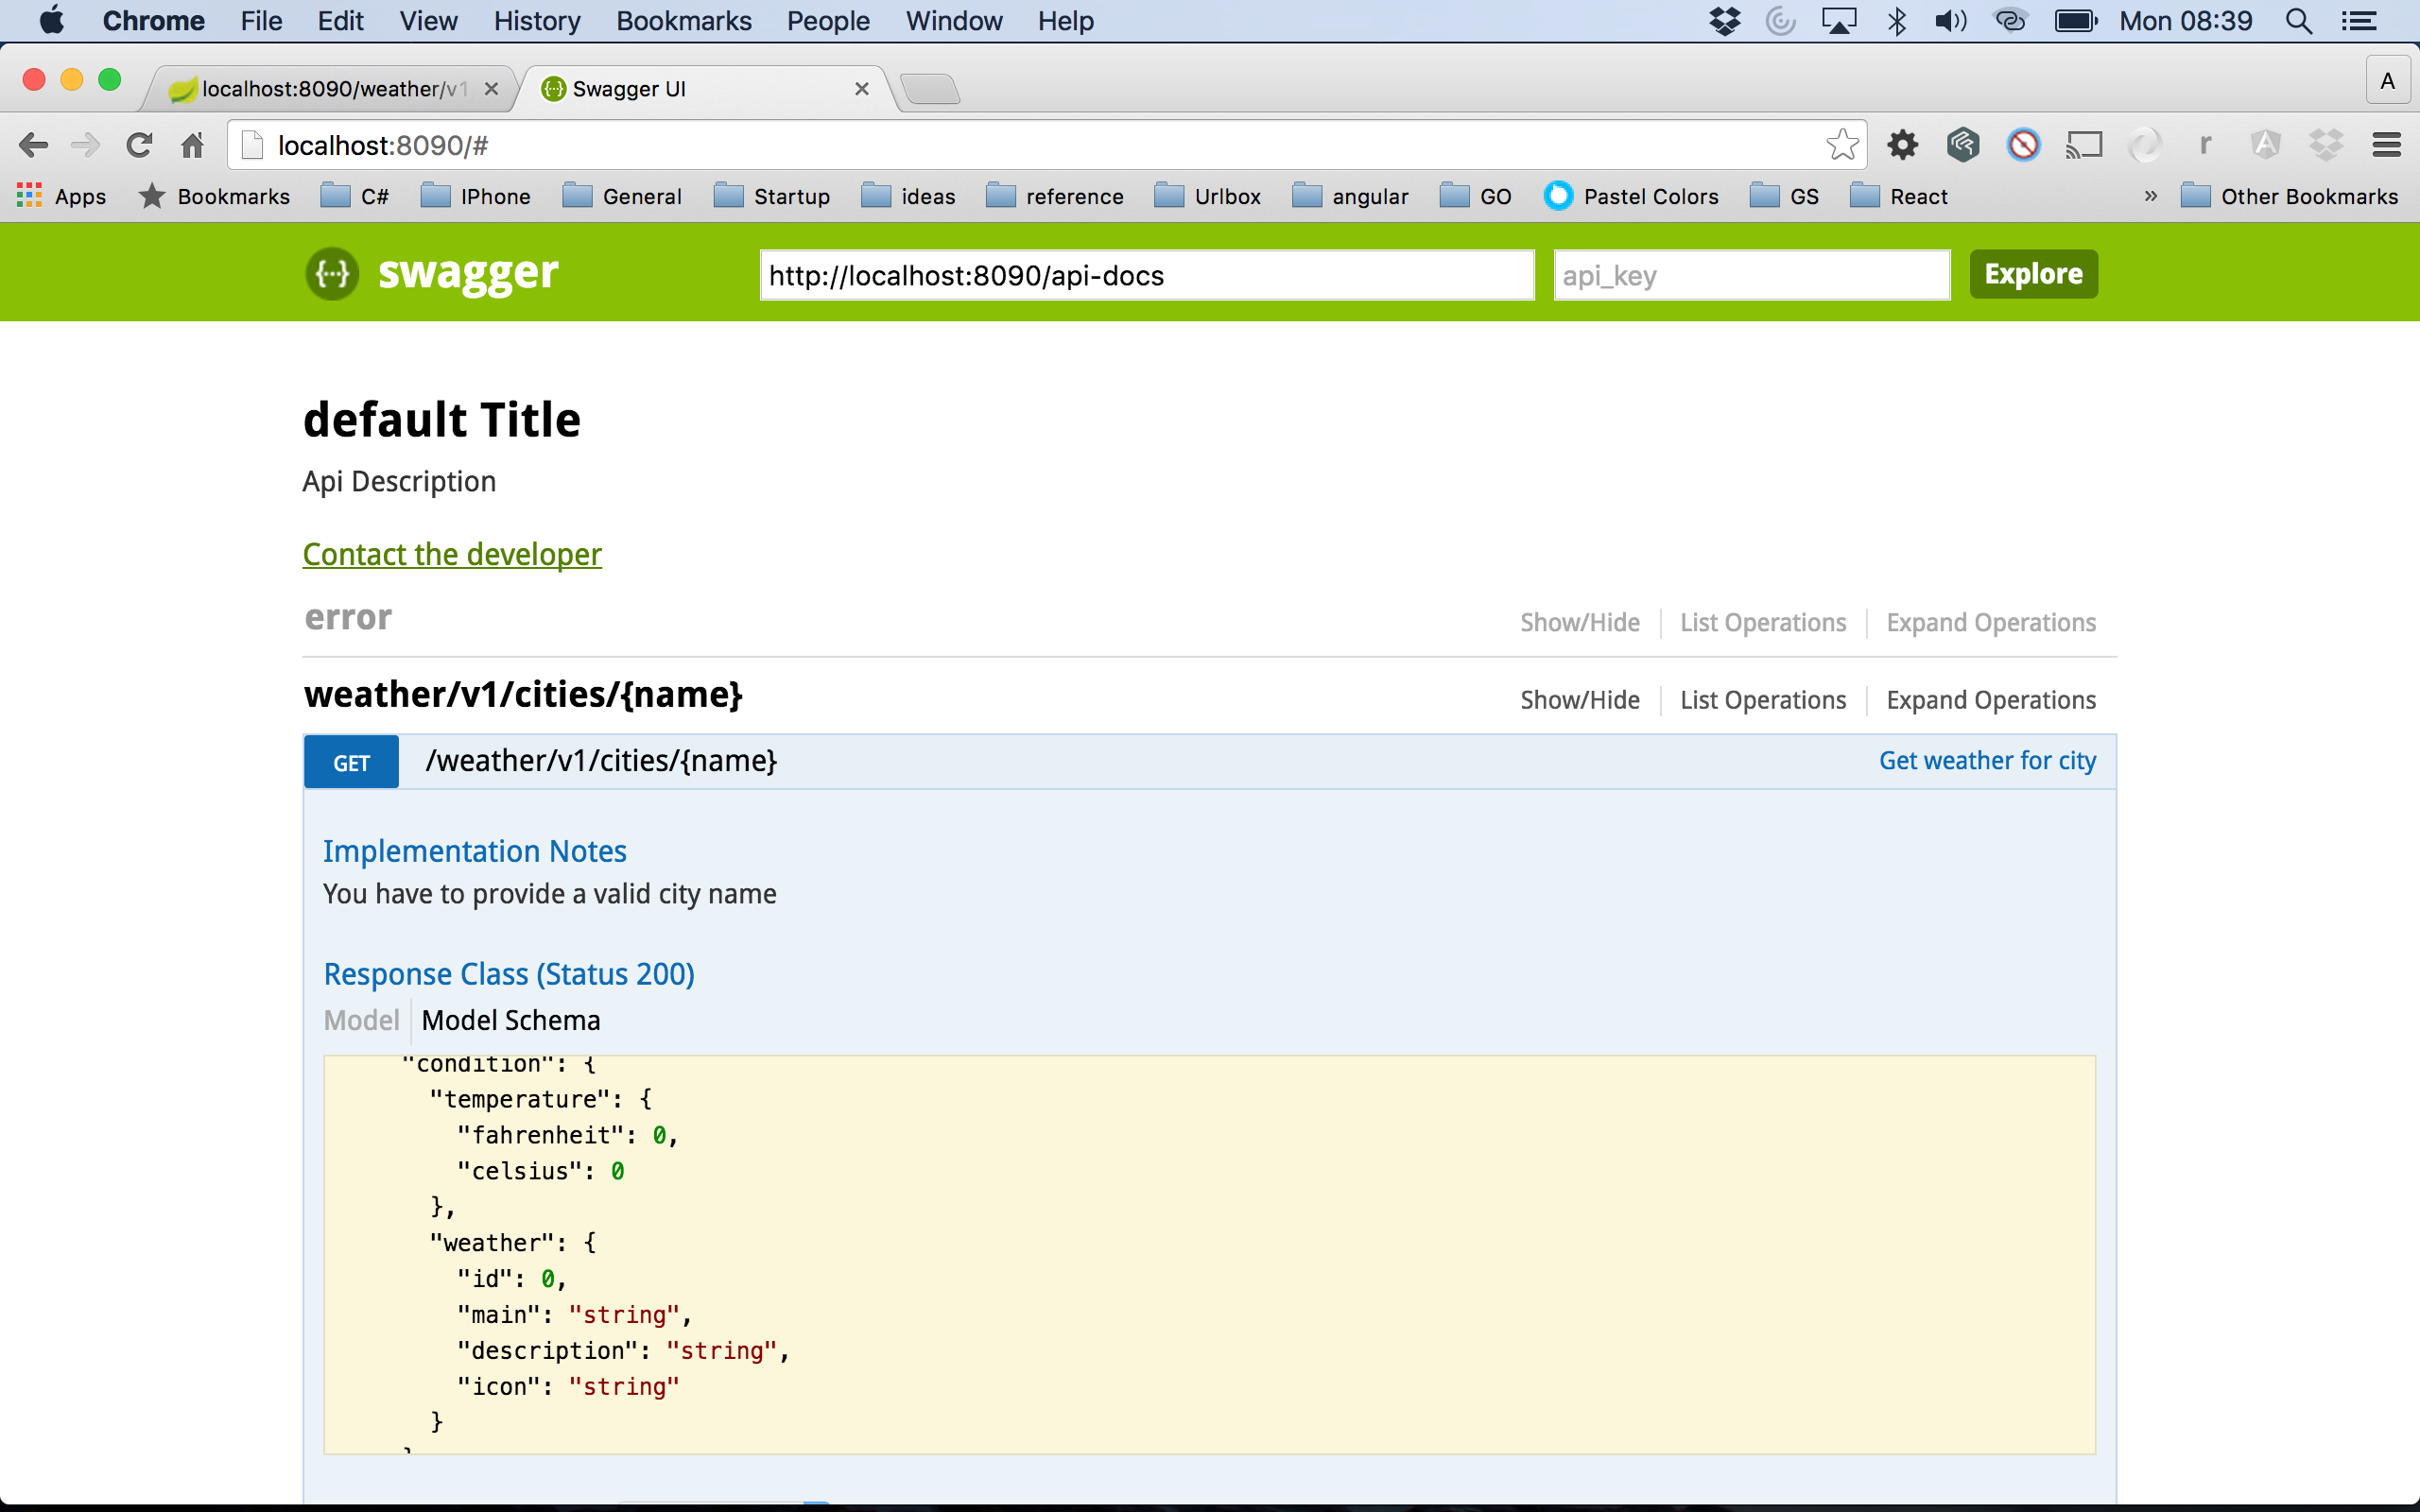 Chrome File Edit View History Bookmarks People Window Help Mon 08:39
localhost:8090/weather/v1 Swagger UI A
localhost:8090/#
Apps Bookmarks C# IPhone General Startup ideas reference Urlbox angular GO Pastel Colors GS React » Other Bookmarks
{···} swagger http://localhost:8090/api-docs api_key Explore
default Title
Api Description
Contact the developer
error Show/Hide List Operations Expand Operations
weather/v1/cities/{name} Show/Hide List Operations Expand Operations
GET /weather/v1/cities/{name} Get weather for city
Implementation Notes
You have to provide a valid city name
Response Class (Status 200)
Model Model Schema
"condition": {
"temperature": {
"fahrenheit": 0,
"celsius": 0
},
"weather": {
"id": 0,
"main": "string",
"description": "string",
"icon": "string"
}